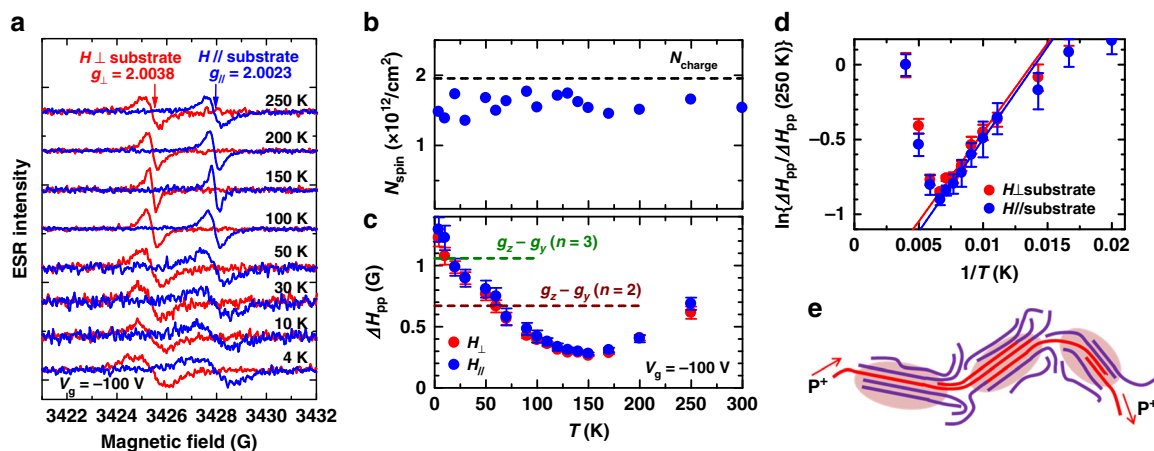 a
H ⊥ substrate
g⊥ = 2.0038
H // substrate
g// = 2.0023
250 K
200 K
150 K
100 K
50 K
30 K
10 K
4 K
Vg = −100 V
ESR intensity
3422 3424 3426 3428 3430 3432
Magnetic field (G)
b
Nspin (×10¹²/cm²)
2
1
Ncharge
c
ΔHpp (G)
1
0.5
0
gz − gy (n = 3)
gz − gy (n = 2)
H⊥
H//
Vg = −100 V
0 50 100 150 200 250 300
T (K)
d
ln{ΔHpp/ΔHpp (250 K)}
0
−0.5
−1
H⊥substrate
H//substrate
0 0.005 0.01 0.015 0.02
1/T (K)
e
P⁺
P⁺